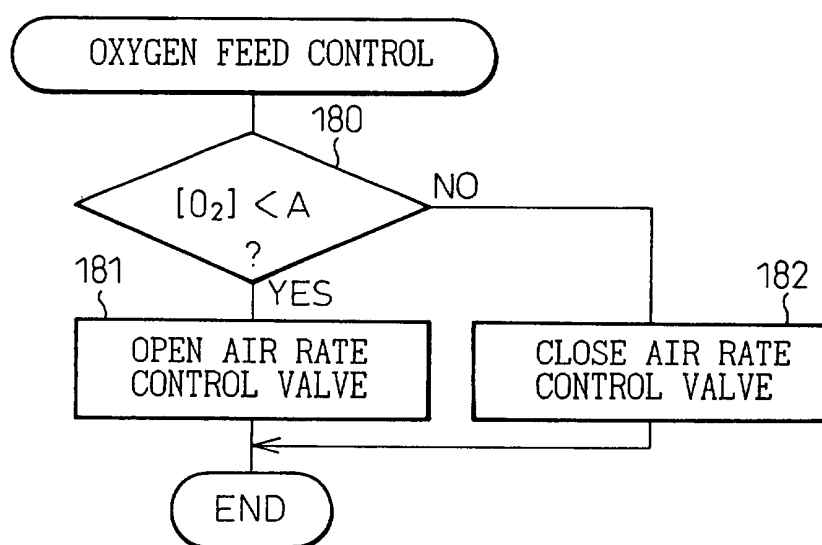 OXYGEN FEED CONTROL
180
[O₂] < A
?
NO
YES
181
OPEN AIR RATE
CONTROL VALVE
182
CLOSE AIR RATE
CONTROL VALVE
END